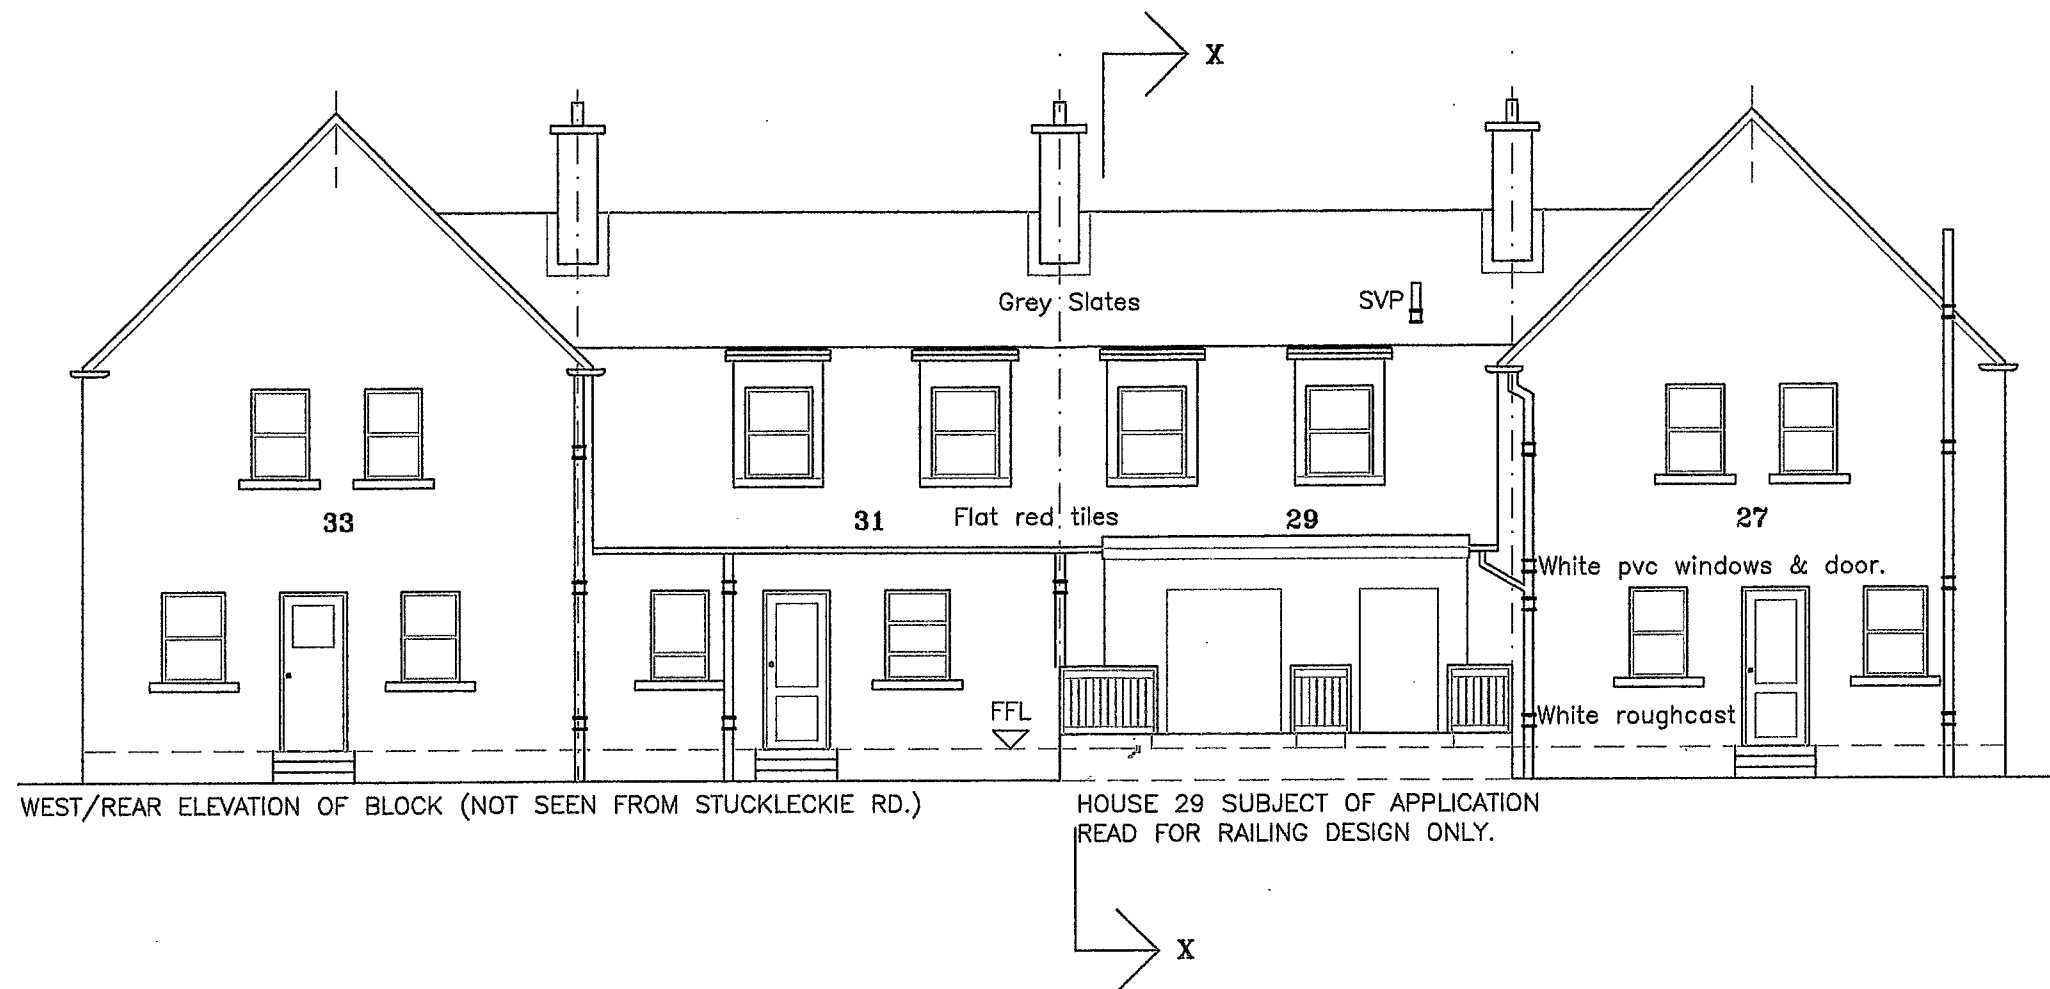 X
Grey Slates
SVP
33
31
Flat red tiles
29
27
White pvc windows & door.
FFL
White roughcast
WEST/REAR ELEVATION OF BLOCK (NOT SEEN FROM STUCKLECKIE RD.)
HOUSE 29 SUBJECT OF APPLICATION
READ FOR RAILING DESIGN ONLY.
X